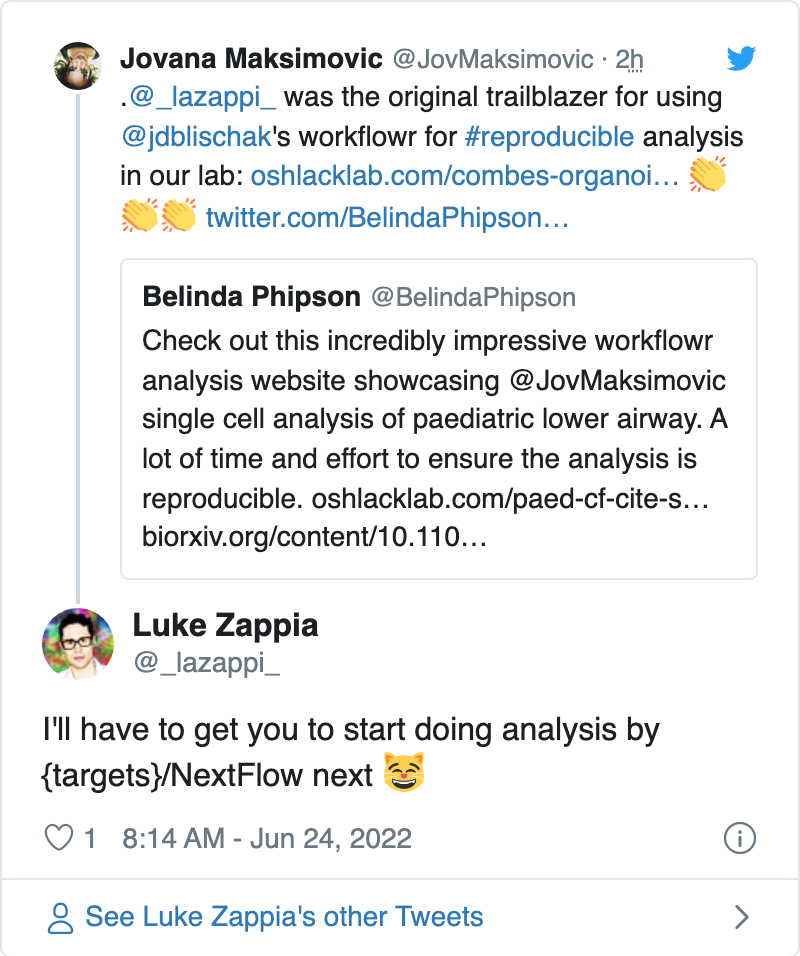 Jovana Maksimovic @JovMaksimovic · 2h
.@_lazappi_ was the original trailblazer for using
@jdblischak's workflowr for #reproducible analysis
in our lab: oshlacklab.com/combes-organoi… 👏
👏👏 twitter.com/BelindaPhipson…
Belinda Phipson @BelindaPhipson
Check out this incredibly impressive workflowr
analysis website showcasing @JovMaksimovic
single cell analysis of paediatric lower airway. A
lot of time and effort to ensure the analysis is
reproducible. oshlacklab.com/paed-cf-cite-s…
biorxiv.org/content/10.110…
Luke Zappia
@_lazappi_
I'll have to get you to start doing analysis by
{targets}/NextFlow next 😸
1 8:14 AM - Jun 24, 2022
See Luke Zappia's other Tweets